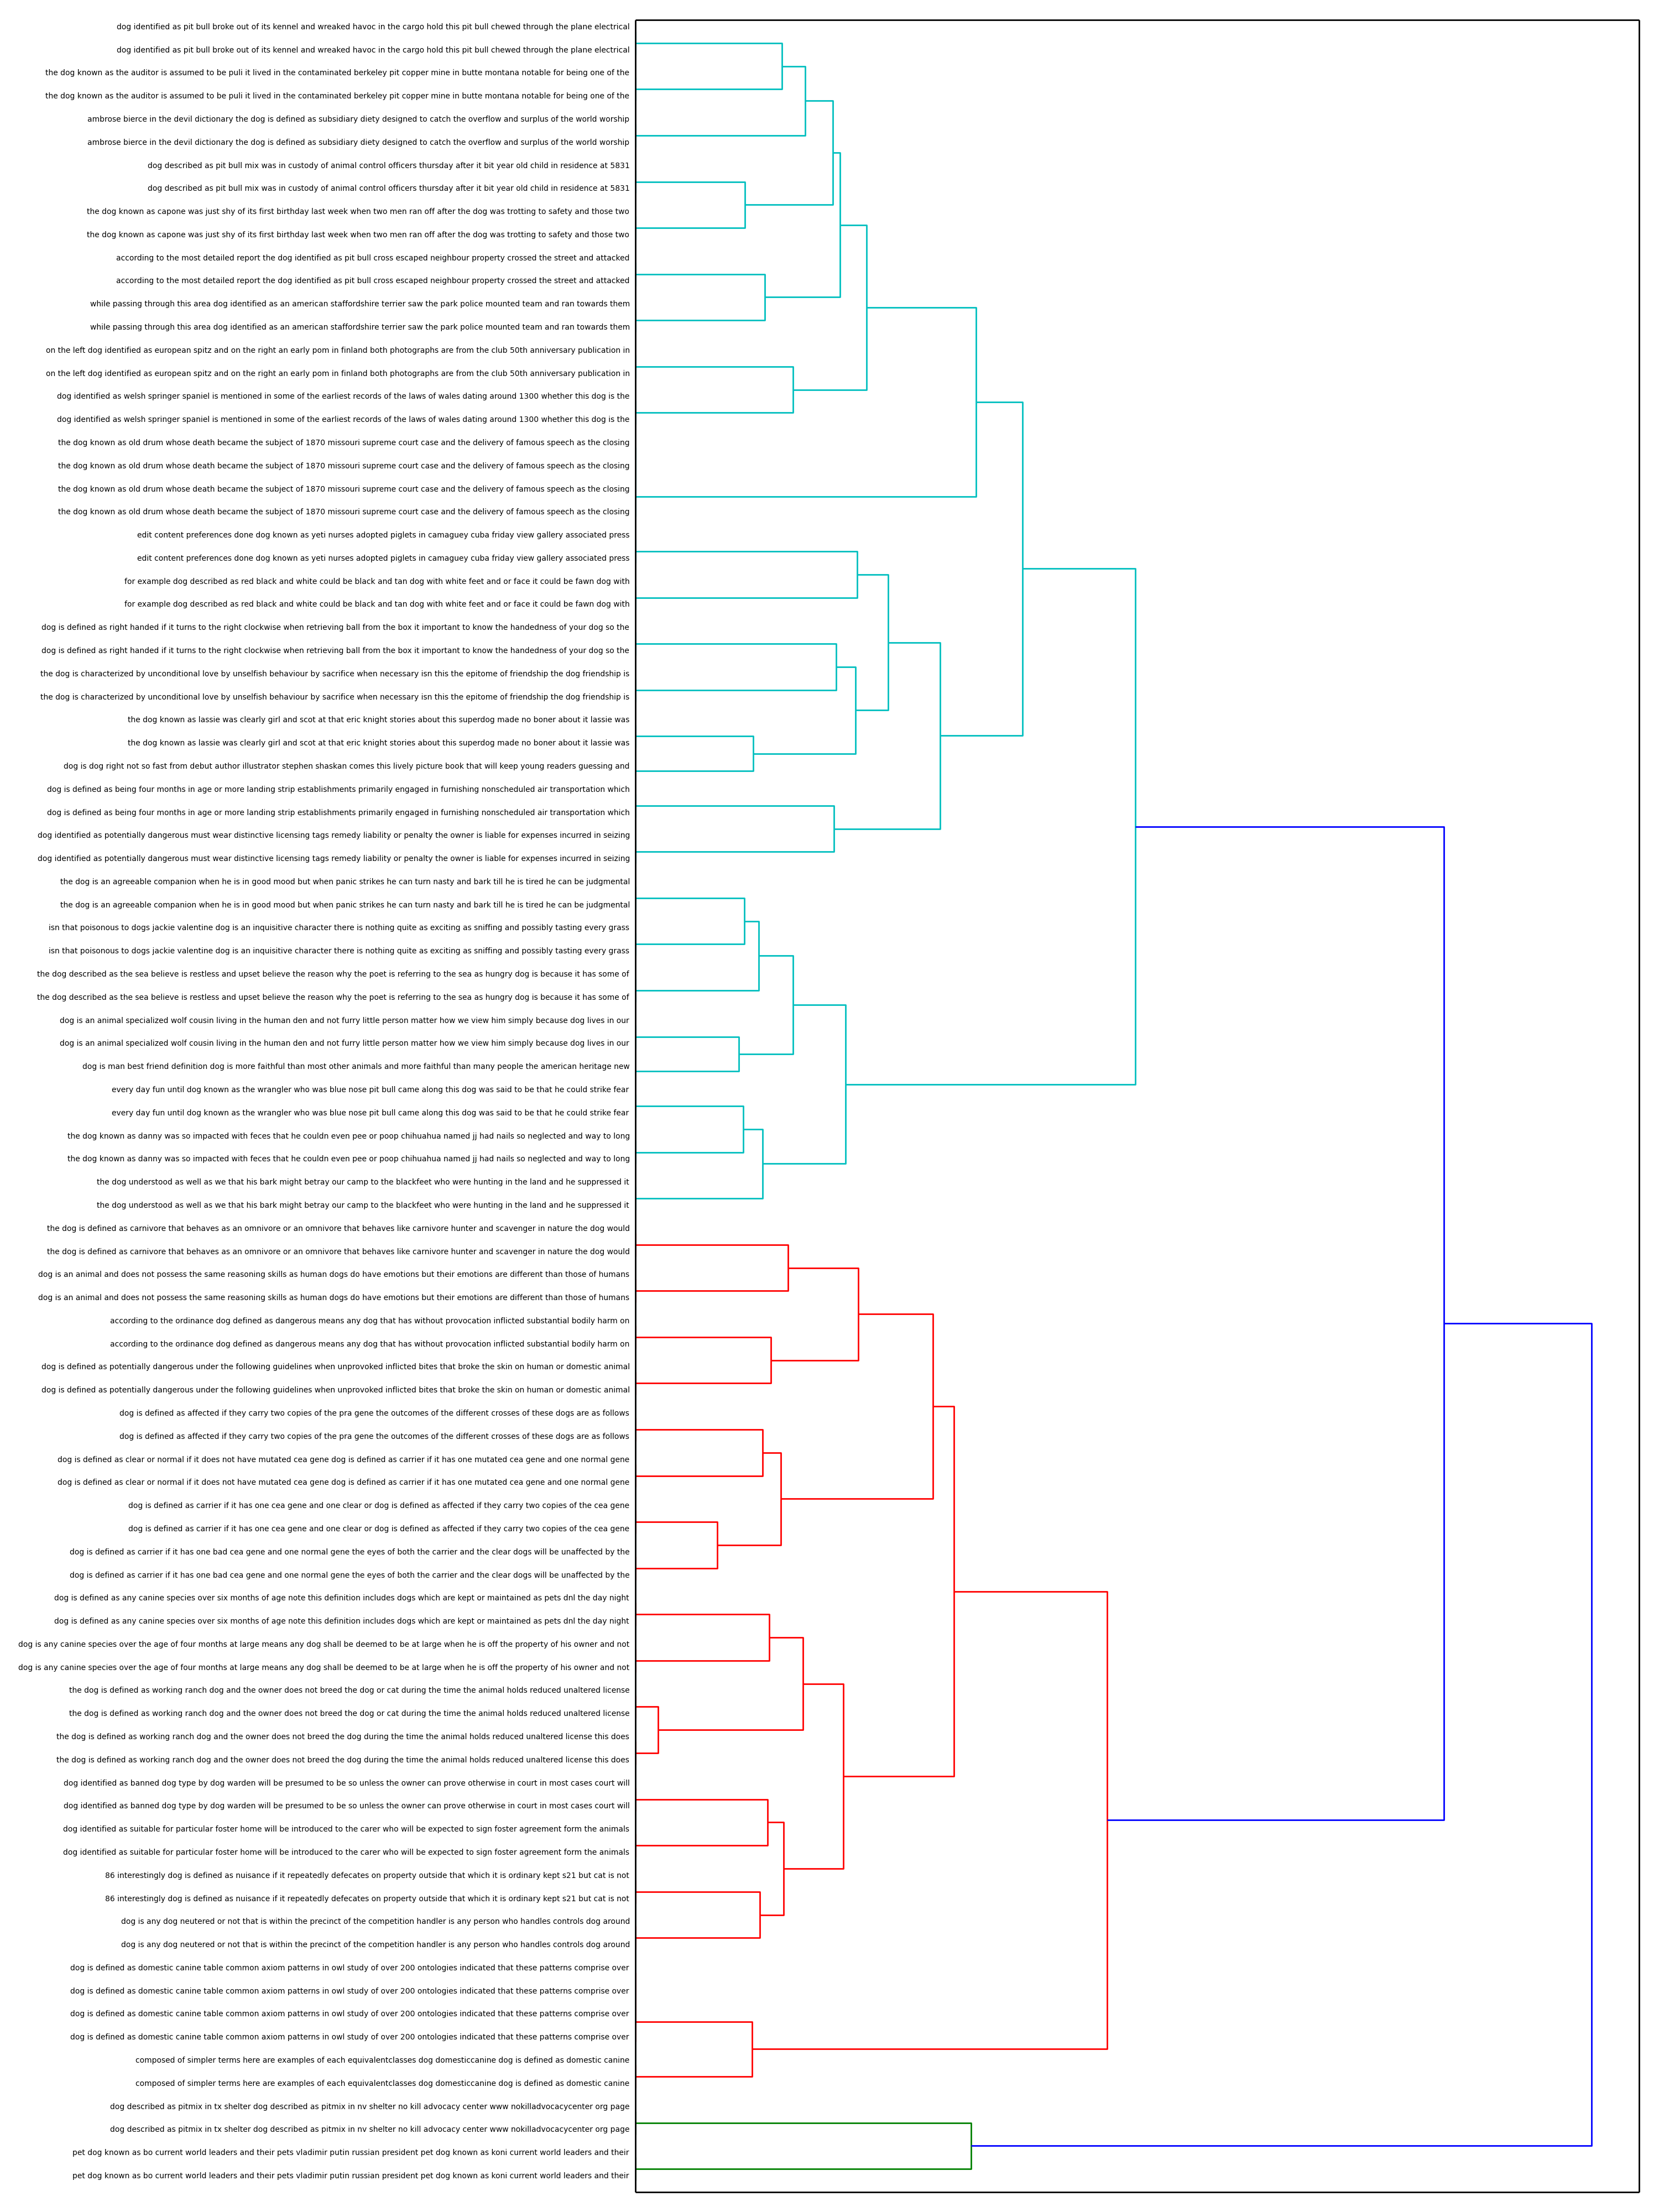 dog identified as pit bull broke out of its kennel and wreaked havoc in the cargo hold this pit bull chewed through the plane electrical
dog identified as pit bull broke out of its kennel and wreaked havoc in the cargo hold this pit bull chewed through the plane electrical
the dog known as the auditor is assumed to be puli it lived in the contaminated berkeley pit copper mine in butte montana notable for being one of the
the dog known as the auditor is assumed to be puli it lived in the contaminated berkeley pit copper mine in butte montana notable for being one of the
ambrose bierce in the devil dictionary the dog is defined as subsidiary diety designed to catch the overflow and surplus of the world worship
ambrose bierce in the devil dictionary the dog is defined as subsidiary diety designed to catch the overflow and surplus of the world worship
dog described as pit bull mix was in custody of animal control officers thursday after it bit year old child in residence at 5831
dog described as pit bull mix was in custody of animal control officers thursday after it bit year old child in residence at 5831
the dog known as capone was just shy of its first birthday last week when two men ran off after the dog was trotting to safety and those two
the dog known as capone was just shy of its first birthday last week when two men ran off after the dog was trotting to safety and those two
according to the most detailed report the dog identified as pit bull cross escaped neighbour property crossed the street and attacked
according to the most detailed report the dog identified as pit bull cross escaped neighbour property crossed the street and attacked
while passing through this area dog identified as an american staffordshire terrier saw the park police mounted team and ran towards them
while passing through this area dog identified as an american staffordshire terrier saw the park police mounted team and ran towards them
on the left dog identified as european spitz and on the right an early pom in finland both photographs are from the club 50th anniversary publication in
on the left dog identified as european spitz and on the right an early pom in finland both photographs are from the club 50th anniversary publication in
dog identified as welsh springer spaniel is mentioned in some of the earliest records of the laws of wales dating around 1300 whether this dog is the
dog identified as welsh springer spaniel is mentioned in some of the earliest records of the laws of wales dating around 1300 whether this dog is the
the dog known as old drum whose death became the subject of 1870 missouri supreme court case and the delivery of famous speech as the closing
the dog known as old drum whose death became the subject of 1870 missouri supreme court case and the delivery of famous speech as the closing
the dog known as old drum whose death became the subject of 1870 missouri supreme court case and the delivery of famous speech as the closing
the dog known as old drum whose death became the subject of 1870 missouri supreme court case and the delivery of famous speech as the closing
edit content preferences done dog known as yeti nurses adopted piglets in camaguey cuba friday view gallery associated press
edit content preferences done dog known as yeti nurses adopted piglets in camaguey cuba friday view gallery associated press
for example dog described as red black and white could be black and tan dog with white feet and or face it could be fawn dog with
for example dog described as red black and white could be black and tan dog with white feet and or face it could be fawn dog with
dog is defined as right handed if it turns to the right clockwise when retrieving ball from the box it important to know the handedness of your dog so the
dog is defined as right handed if it turns to the right clockwise when retrieving ball from the box it important to know the handedness of your dog so the
the dog is characterized by unconditional love by unselfish behaviour by sacrifice when necessary isn this the epitome of friendship the dog friendship is
the dog is characterized by unconditional love by unselfish behaviour by sacrifice when necessary isn this the epitome of friendship the dog friendship is
the dog known as lassie was clearly girl and scot at that eric knight stories about this superdog made no boner about it lassie was
the dog known as lassie was clearly girl and scot at that eric knight stories about this superdog made no boner about it lassie was
dog is dog right not so fast from debut author illustrator stephen shaskan comes this lively picture book that will keep young readers guessing and
dog is defined as being four months in age or more landing strip establishments primarily engaged in furnishing nonscheduled air transportation which
dog is defined as being four months in age or more landing strip establishments primarily engaged in furnishing nonscheduled air transportation which
dog identified as potentially dangerous must wear distinctive licensing tags remedy liability or penalty the owner is liable for expenses incurred in seizing
dog identified as potentially dangerous must wear distinctive licensing tags remedy liability or penalty the owner is liable for expenses incurred in seizing
the dog is an agreeable companion when he is in good mood but when panic strikes he can turn nasty and bark till he is tired he can be judgmental
the dog is an agreeable companion when he is in good mood but when panic strikes he can turn nasty and bark till he is tired he can be judgmental
isn that poisonous to dogs jackie valentine dog is an inquisitive character there is nothing quite as exciting as sniffing and possibly tasting every grass
isn that poisonous to dogs jackie valentine dog is an inquisitive character there is nothing quite as exciting as sniffing and possibly tasting every grass
the dog described as the sea believe is restless and upset believe the reason why the poet is referring to the sea as hungry dog is because it has some of
the dog described as the sea believe is restless and upset believe the reason why the poet is referring to the sea as hungry dog is because it has some of
dog is an animal specialized wolf cousin living in the human den and not furry little person matter how we view him simply because dog lives in our
dog is an animal specialized wolf cousin living in the human den and not furry little person matter how we view him simply because dog lives in our
dog is man best friend definition dog is more faithful than most other animals and more faithful than many people the american heritage new
every day fun until dog known as the wrangler who was blue nose pit bull came along this dog was said to be that he could strike fear
every day fun until dog known as the wrangler who was blue nose pit bull came along this dog was said to be that he could strike fear
the dog known as danny was so impacted with feces that he couldn even pee or poop chihuahua named jj had nails so neglected and way to long
the dog known as danny was so impacted with feces that he couldn even pee or poop chihuahua named jj had nails so neglected and way to long
the dog understood as well as we that his bark might betray our camp to the blackfeet who were hunting in the land and he suppressed it
the dog understood as well as we that his bark might betray our camp to the blackfeet who were hunting in the land and he suppressed it
the dog is defined as carnivore that behaves as an omnivore or an omnivore that behaves like carnivore hunter and scavenger in nature the dog would
the dog is defined as carnivore that behaves as an omnivore or an omnivore that behaves like carnivore hunter and scavenger in nature the dog would
dog is an animal and does not possess the same reasoning skills as human dogs do have emotions but their emotions are different than those of humans
dog is an animal and does not possess the same reasoning skills as human dogs do have emotions but their emotions are different than those of humans
according to the ordinance dog defined as dangerous means any dog that has without provocation inflicted substantial bodily harm on
according to the ordinance dog defined as dangerous means any dog that has without provocation inflicted substantial bodily harm on
dog is defined as potentially dangerous under the following guidelines when unprovoked inflicted bites that broke the skin on human or domestic animal
dog is defined as potentially dangerous under the following guidelines when unprovoked inflicted bites that broke the skin on human or domestic animal
dog is defined as affected if they carry two copies of the pra gene the outcomes of the different crosses of these dogs are as follows
dog is defined as affected if they carry two copies of the pra gene the outcomes of the different crosses of these dogs are as follows
dog is defined as clear or normal if it does not have mutated cea gene dog is defined as carrier if it has one mutated cea gene and one normal gene
dog is defined as clear or normal if it does not have mutated cea gene dog is defined as carrier if it has one mutated cea gene and one normal gene
dog is defined as carrier if it has one cea gene and one clear or dog is defined as affected if they carry two copies of the cea gene
dog is defined as carrier if it has one cea gene and one clear or dog is defined as affected if they carry two copies of the cea gene
dog is defined as carrier if it has one bad cea gene and one normal gene the eyes of both the carrier and the clear dogs will be unaffected by the
dog is defined as carrier if it has one bad cea gene and one normal gene the eyes of both the carrier and the clear dogs will be unaffected by the
dog is defined as any canine species over six months of age note this definition includes dogs which are kept or maintained as pets dnl the day night
dog is defined as any canine species over six months of age note this definition includes dogs which are kept or maintained as pets dnl the day night
dog is any canine species over the age of four months at large means any dog shall be deemed to be at large when he is off the property of his owner and not
dog is any canine species over the age of four months at large means any dog shall be deemed to be at large when he is off the property of his owner and not
the dog is defined as working ranch dog and the owner does not breed the dog or cat during the time the animal holds reduced unaltered license
the dog is defined as working ranch dog and the owner does not breed the dog or cat during the time the animal holds reduced unaltered license
the dog is defined as working ranch dog and the owner does not breed the dog during the time the animal holds reduced unaltered license this does
the dog is defined as working ranch dog and the owner does not breed the dog during the time the animal holds reduced unaltered license this does
dog identified as banned dog type by dog warden will be presumed to be so unless the owner can prove otherwise in court in most cases court will
dog identified as banned dog type by dog warden will be presumed to be so unless the owner can prove otherwise in court in most cases court will
dog identified as suitable for particular foster home will be introduced to the carer who will be expected to sign foster agreement form the animals
dog identified as suitable for particular foster home will be introduced to the carer who will be expected to sign foster agreement form the animals
86 interestingly dog is defined as nuisance if it repeatedly defecates on property outside that which it is ordinary kept s21 but cat is not
86 interestingly dog is defined as nuisance if it repeatedly defecates on property outside that which it is ordinary kept s21 but cat is not
dog is any dog neutered or not that is within the precinct of the competition handler is any person who handles controls dog around
dog is any dog neutered or not that is within the precinct of the competition handler is any person who handles controls dog around
dog is defined as domestic canine table common axiom patterns in owl study of over 200 ontologies indicated that these patterns comprise over
dog is defined as domestic canine table common axiom patterns in owl study of over 200 ontologies indicated that these patterns comprise over
dog is defined as domestic canine table common axiom patterns in owl study of over 200 ontologies indicated that these patterns comprise over
dog is defined as domestic canine table common axiom patterns in owl study of over 200 ontologies indicated that these patterns comprise over
composed of simpler terms here are examples of each equivalentclasses dog domesticcanine dog is defined as domestic canine
composed of simpler terms here are examples of each equivalentclasses dog domesticcanine dog is defined as domestic canine
dog described as pitmix in tx shelter dog described as pitmix in nv shelter no kill advocacy center www nokilladvocacycenter org page
dog described as pitmix in tx shelter dog described as pitmix in nv shelter no kill advocacy center www nokilladvocacycenter org page
pet dog known as bo current world leaders and their pets vladimir putin russian president pet dog known as koni current world leaders and their
pet dog known as bo current world leaders and their pets vladimir putin russian president pet dog known as koni current world leaders and their